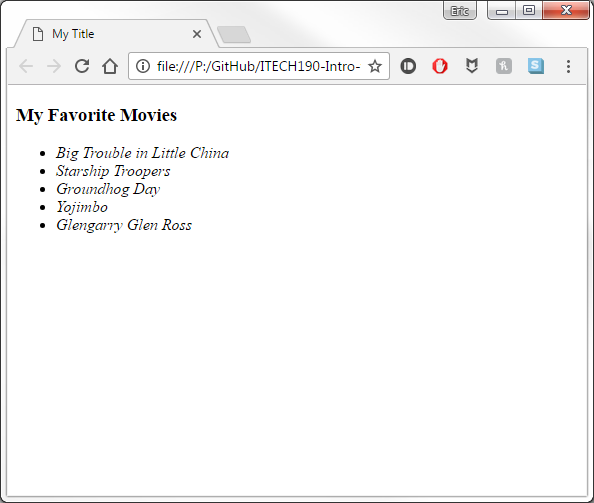 Eric
My Title
file:///P:/GitHub/ITECH190-Intro-
My Favorite Movies
Big Trouble in Little China
Starship Troopers
Groundhog Day
Yojimbo
Glengarry Glen Ross